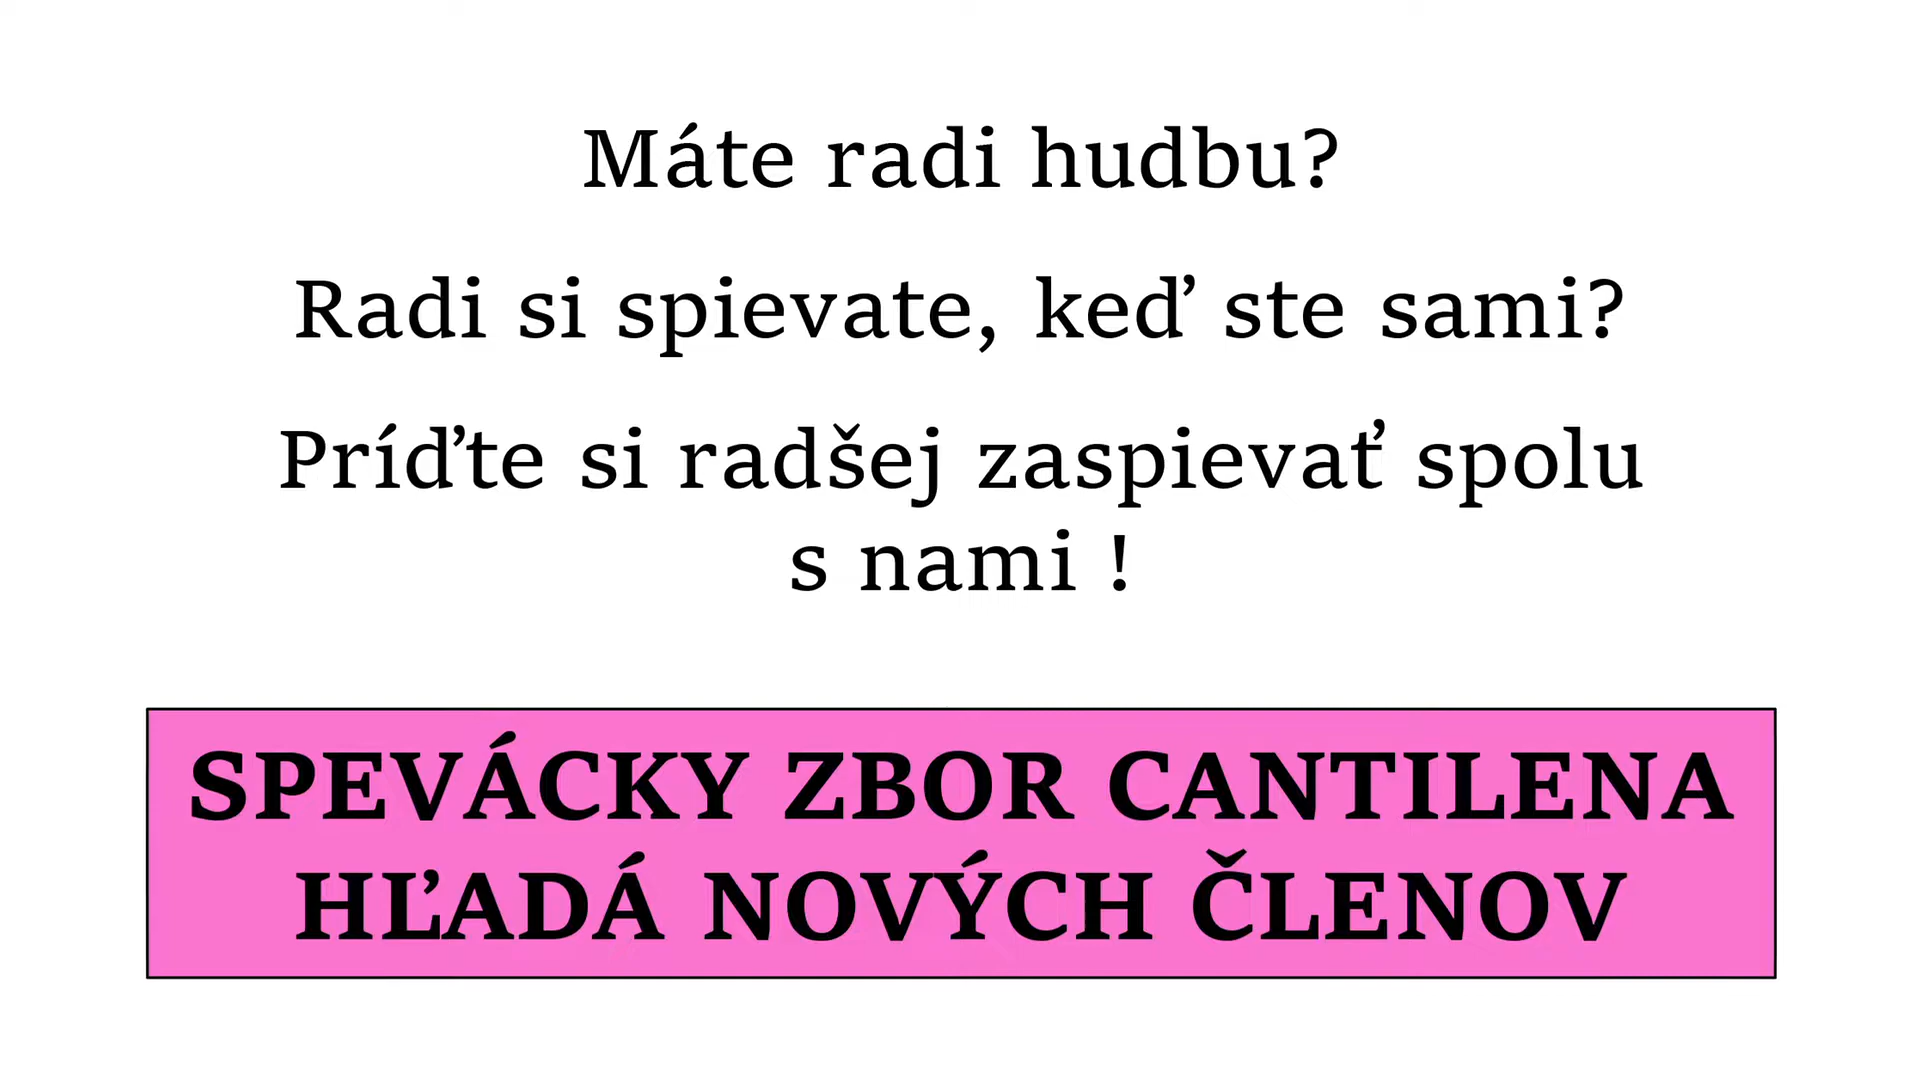 Máte radi hudbu?
Radi si spievate, keď ste sami?
Príďte si radšej zaspievať spolu
s nami !
SPEVÁCKY ZBOR CANTILENA
HĽADÁ NOVÝCH ČLENOV